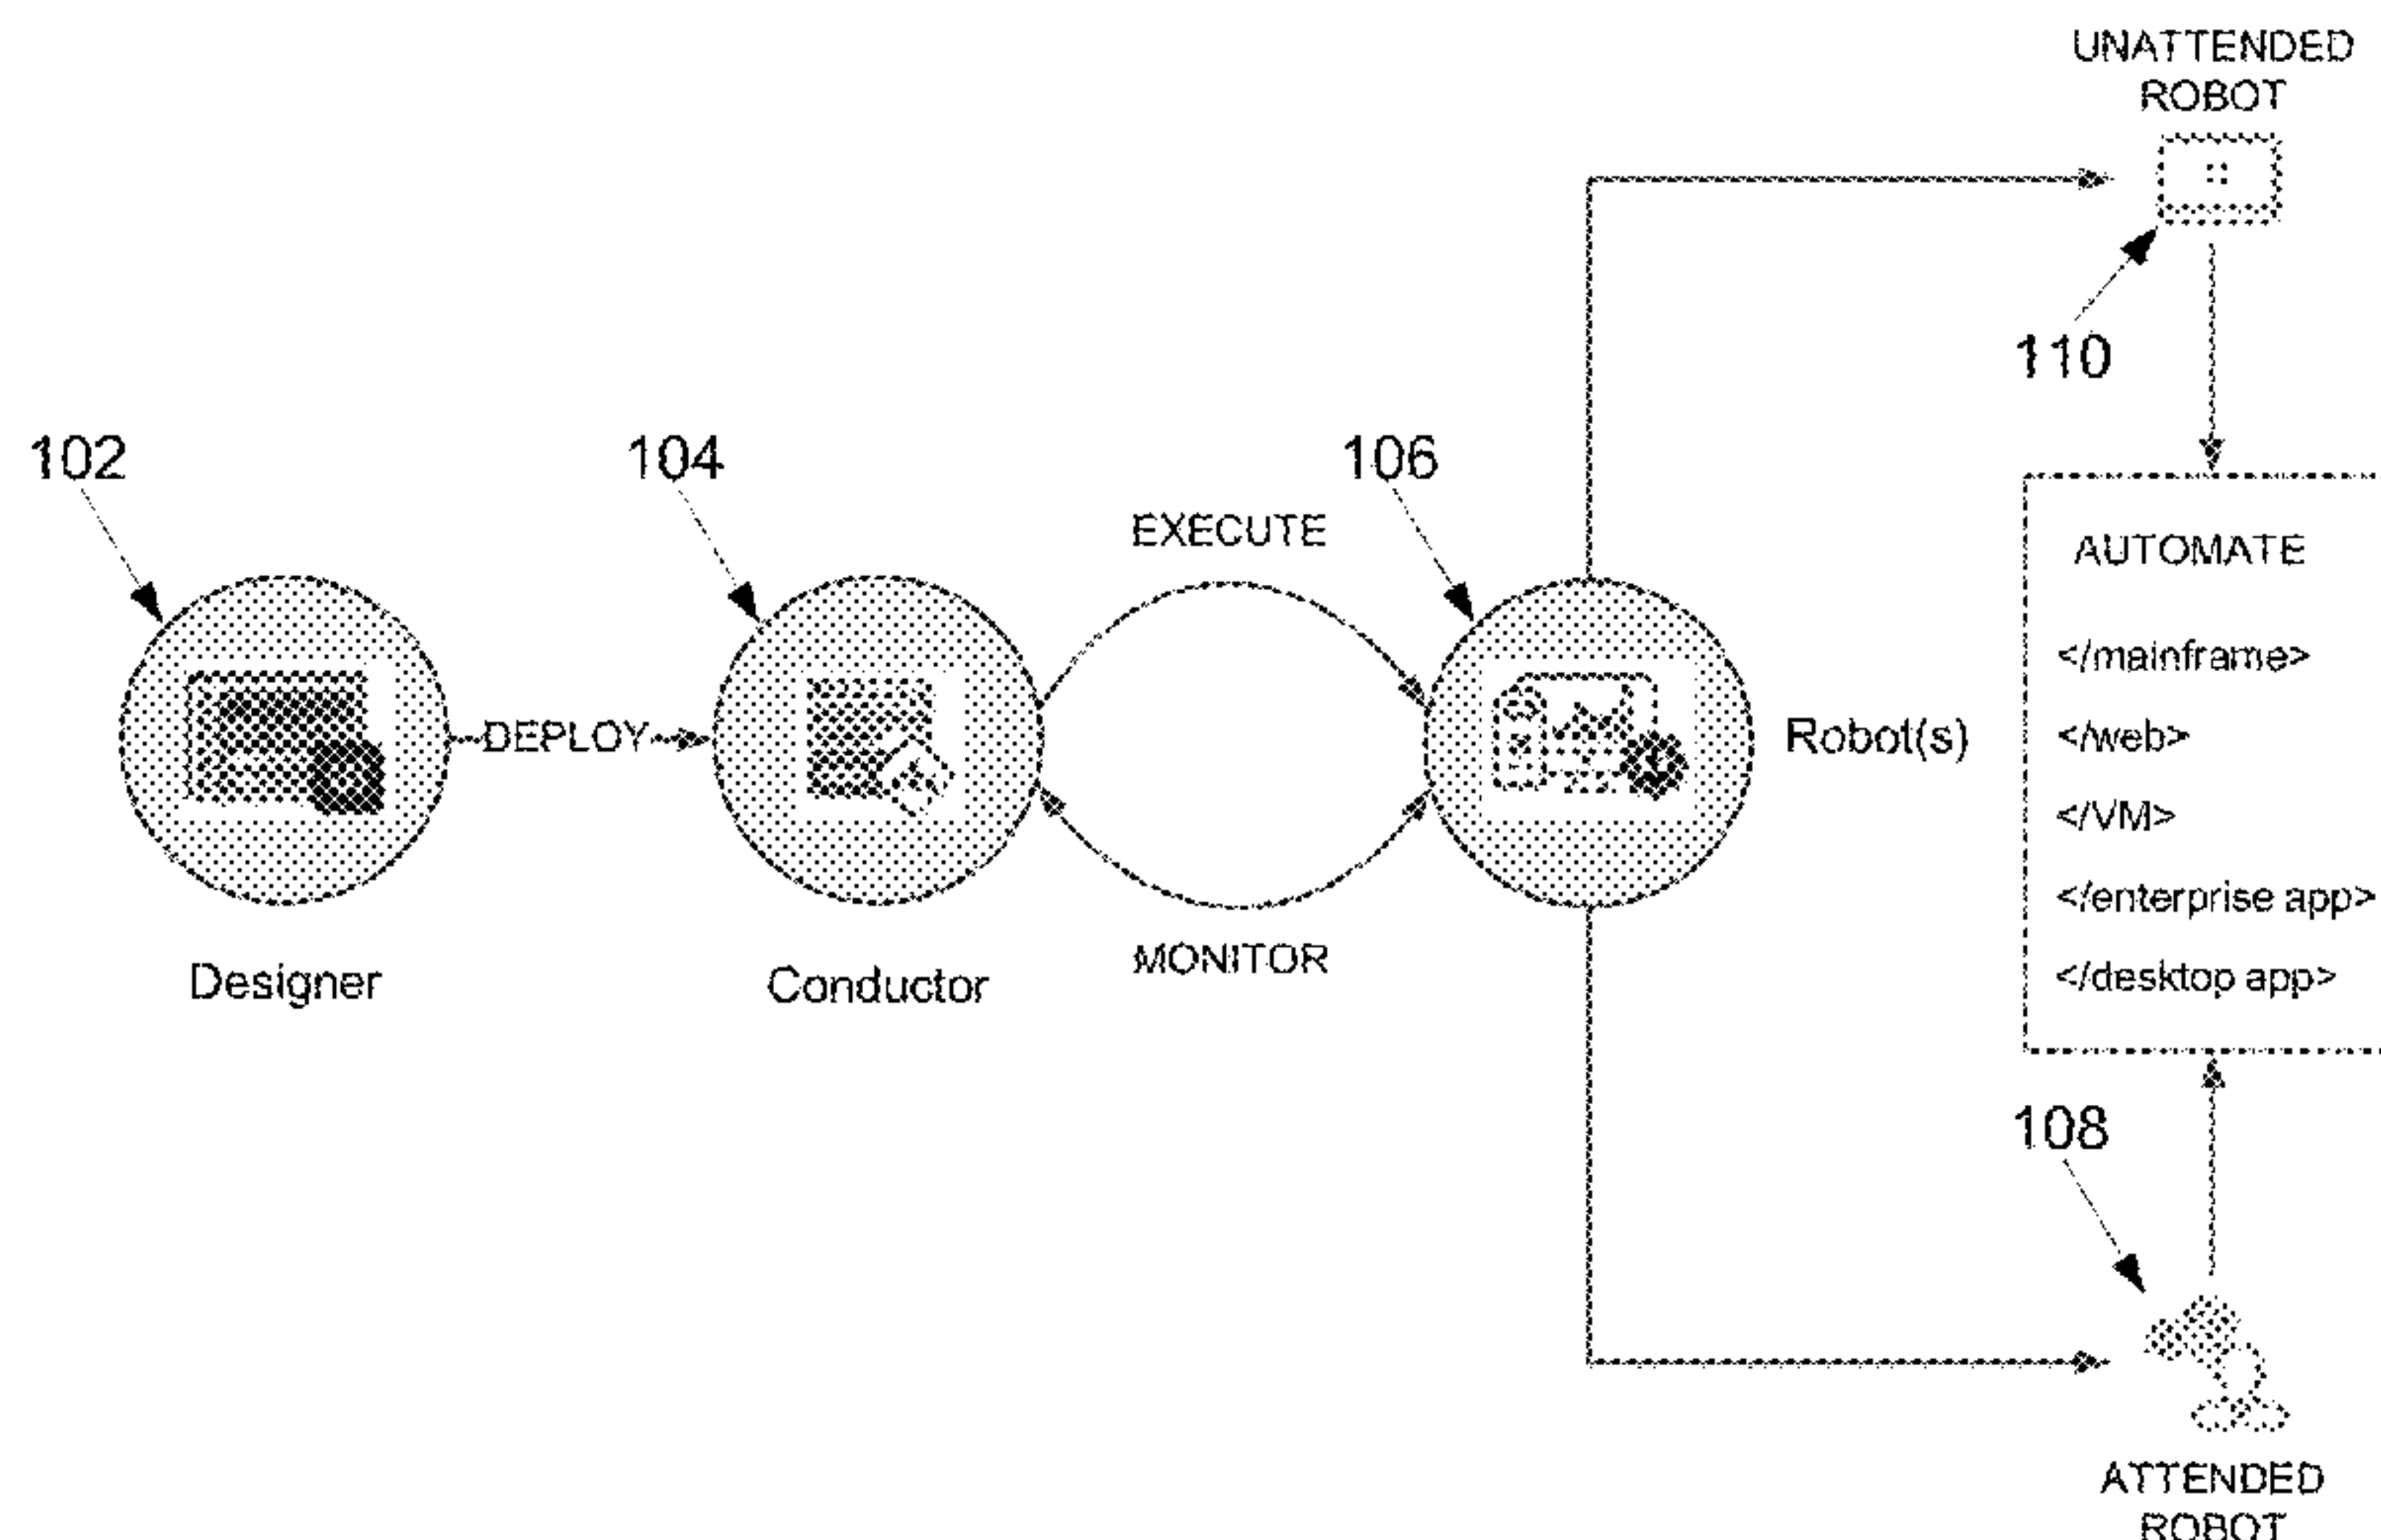 UNATTENDED
ROBOT
110
102
104
106
EXECUTE
DEPLOY
MONITOR
Designer
Conductor
Robot(s)
AUTOMATE
</mainframe>
</web>
</VM>
</enterprise app>
</desktop app>
108
ATTENDED
ROBOT